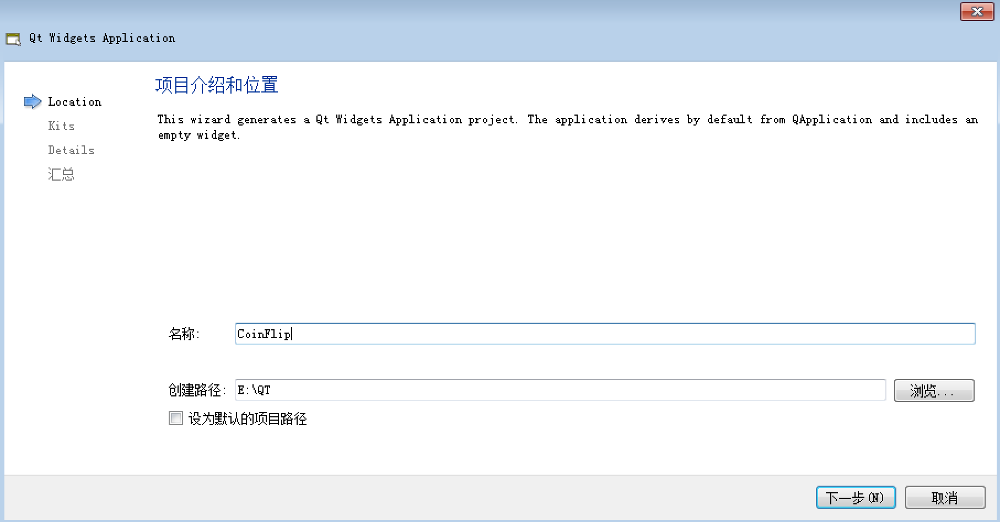 Qt Widgets Application
Location
Kits
Details
汇总
项目介绍和位置
This wizard generates a Qt Widgets Application project. The application derives by default from QApplication and includes an
empty widget.
名称: CoinFlip
创建路径: E:\QT 浏览...
设为默认的项目路径
下一步(N) 取消